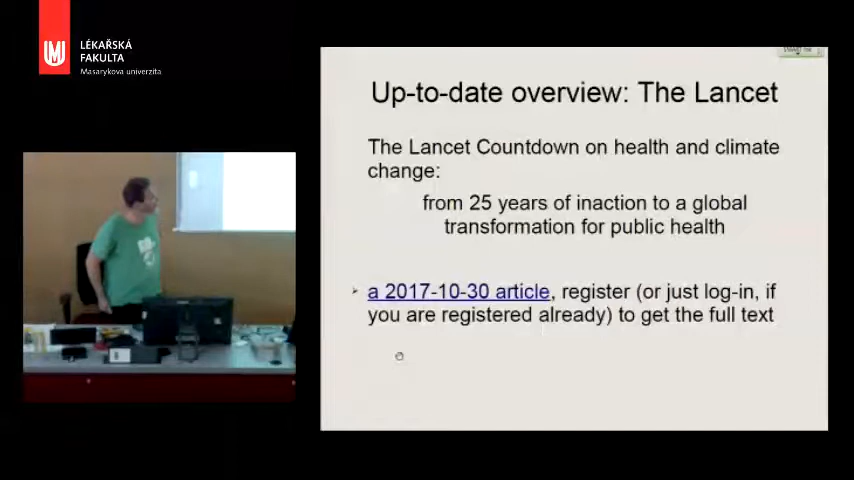 LÉKAŘSKÁ
FAKULTA
Masarykova univerzita
Up-to-date overview: The Lancet
The Lancet Countdown on health and climate
change:
from 25 years of inaction to a global
transformation for public health
a 2017-10-30 article, register (or just log-in, if
you are registered already) to get the full text